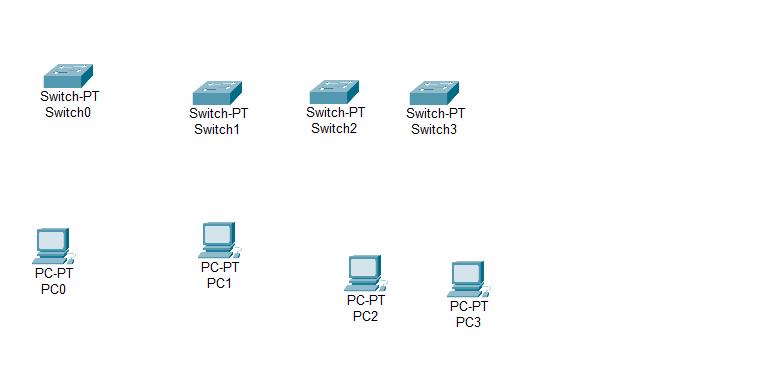 Switch-PT
Switch0
Switch-PT
Switch1
Switch-PT
Switch2
Switch-PT
Switch3
PC-PT
PC0
PC-PT
PC1
PC-PT
PC2
PC-PT
PC3